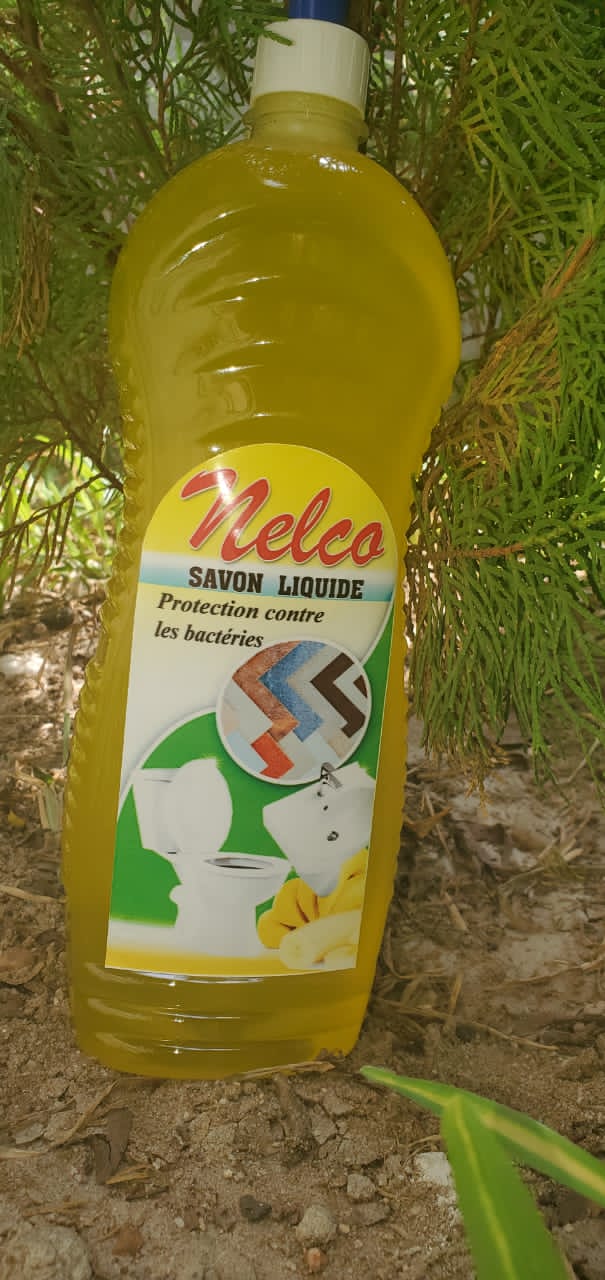 Nelco
SAVON LIQUIDE
Protection contre
les bactéries